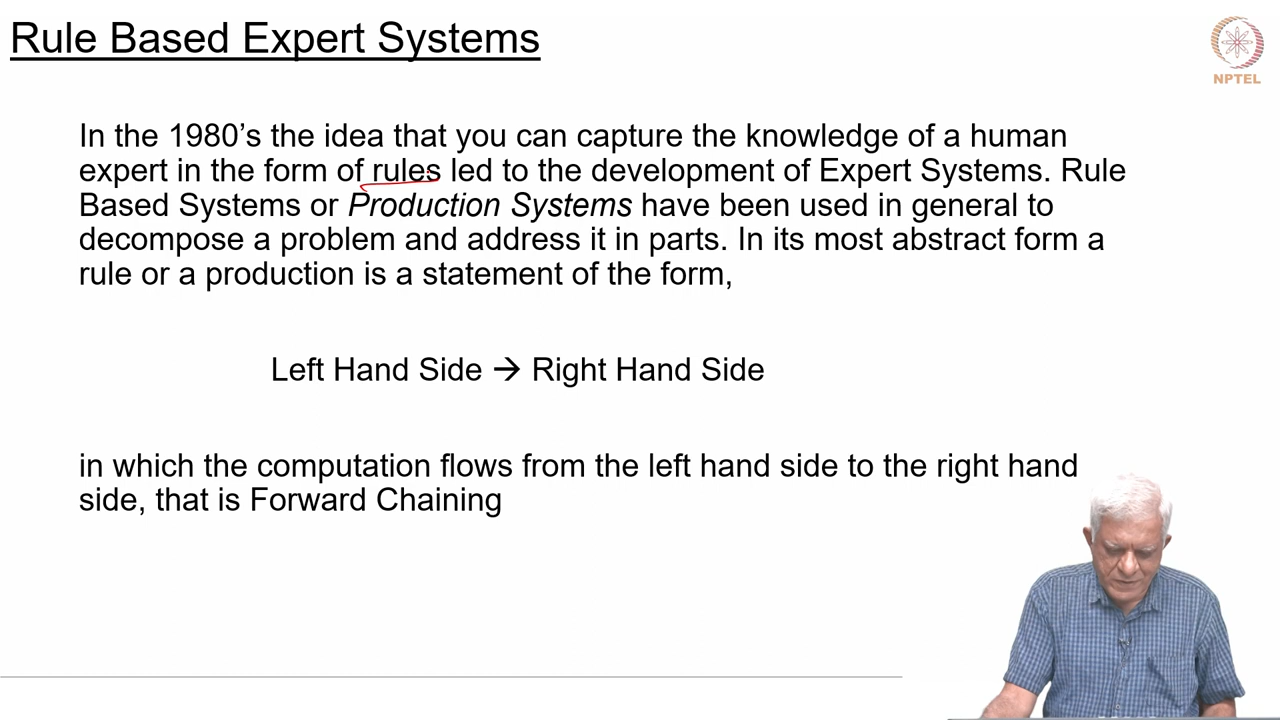 Rule Based Expert Systems
NPTEL
In the 1980’s the idea that you can capture the knowledge of a human
expert in the form of rules led to the development of Expert Systems. Rule
Based Systems or Production Systems have been used in general to
decompose a problem and address it in parts. In its most abstract form a
rule or a production is a statement of the form,
Left Hand Side → Right Hand Side
in which the computation flows from the left hand side to the right hand
side, that is Forward Chaining